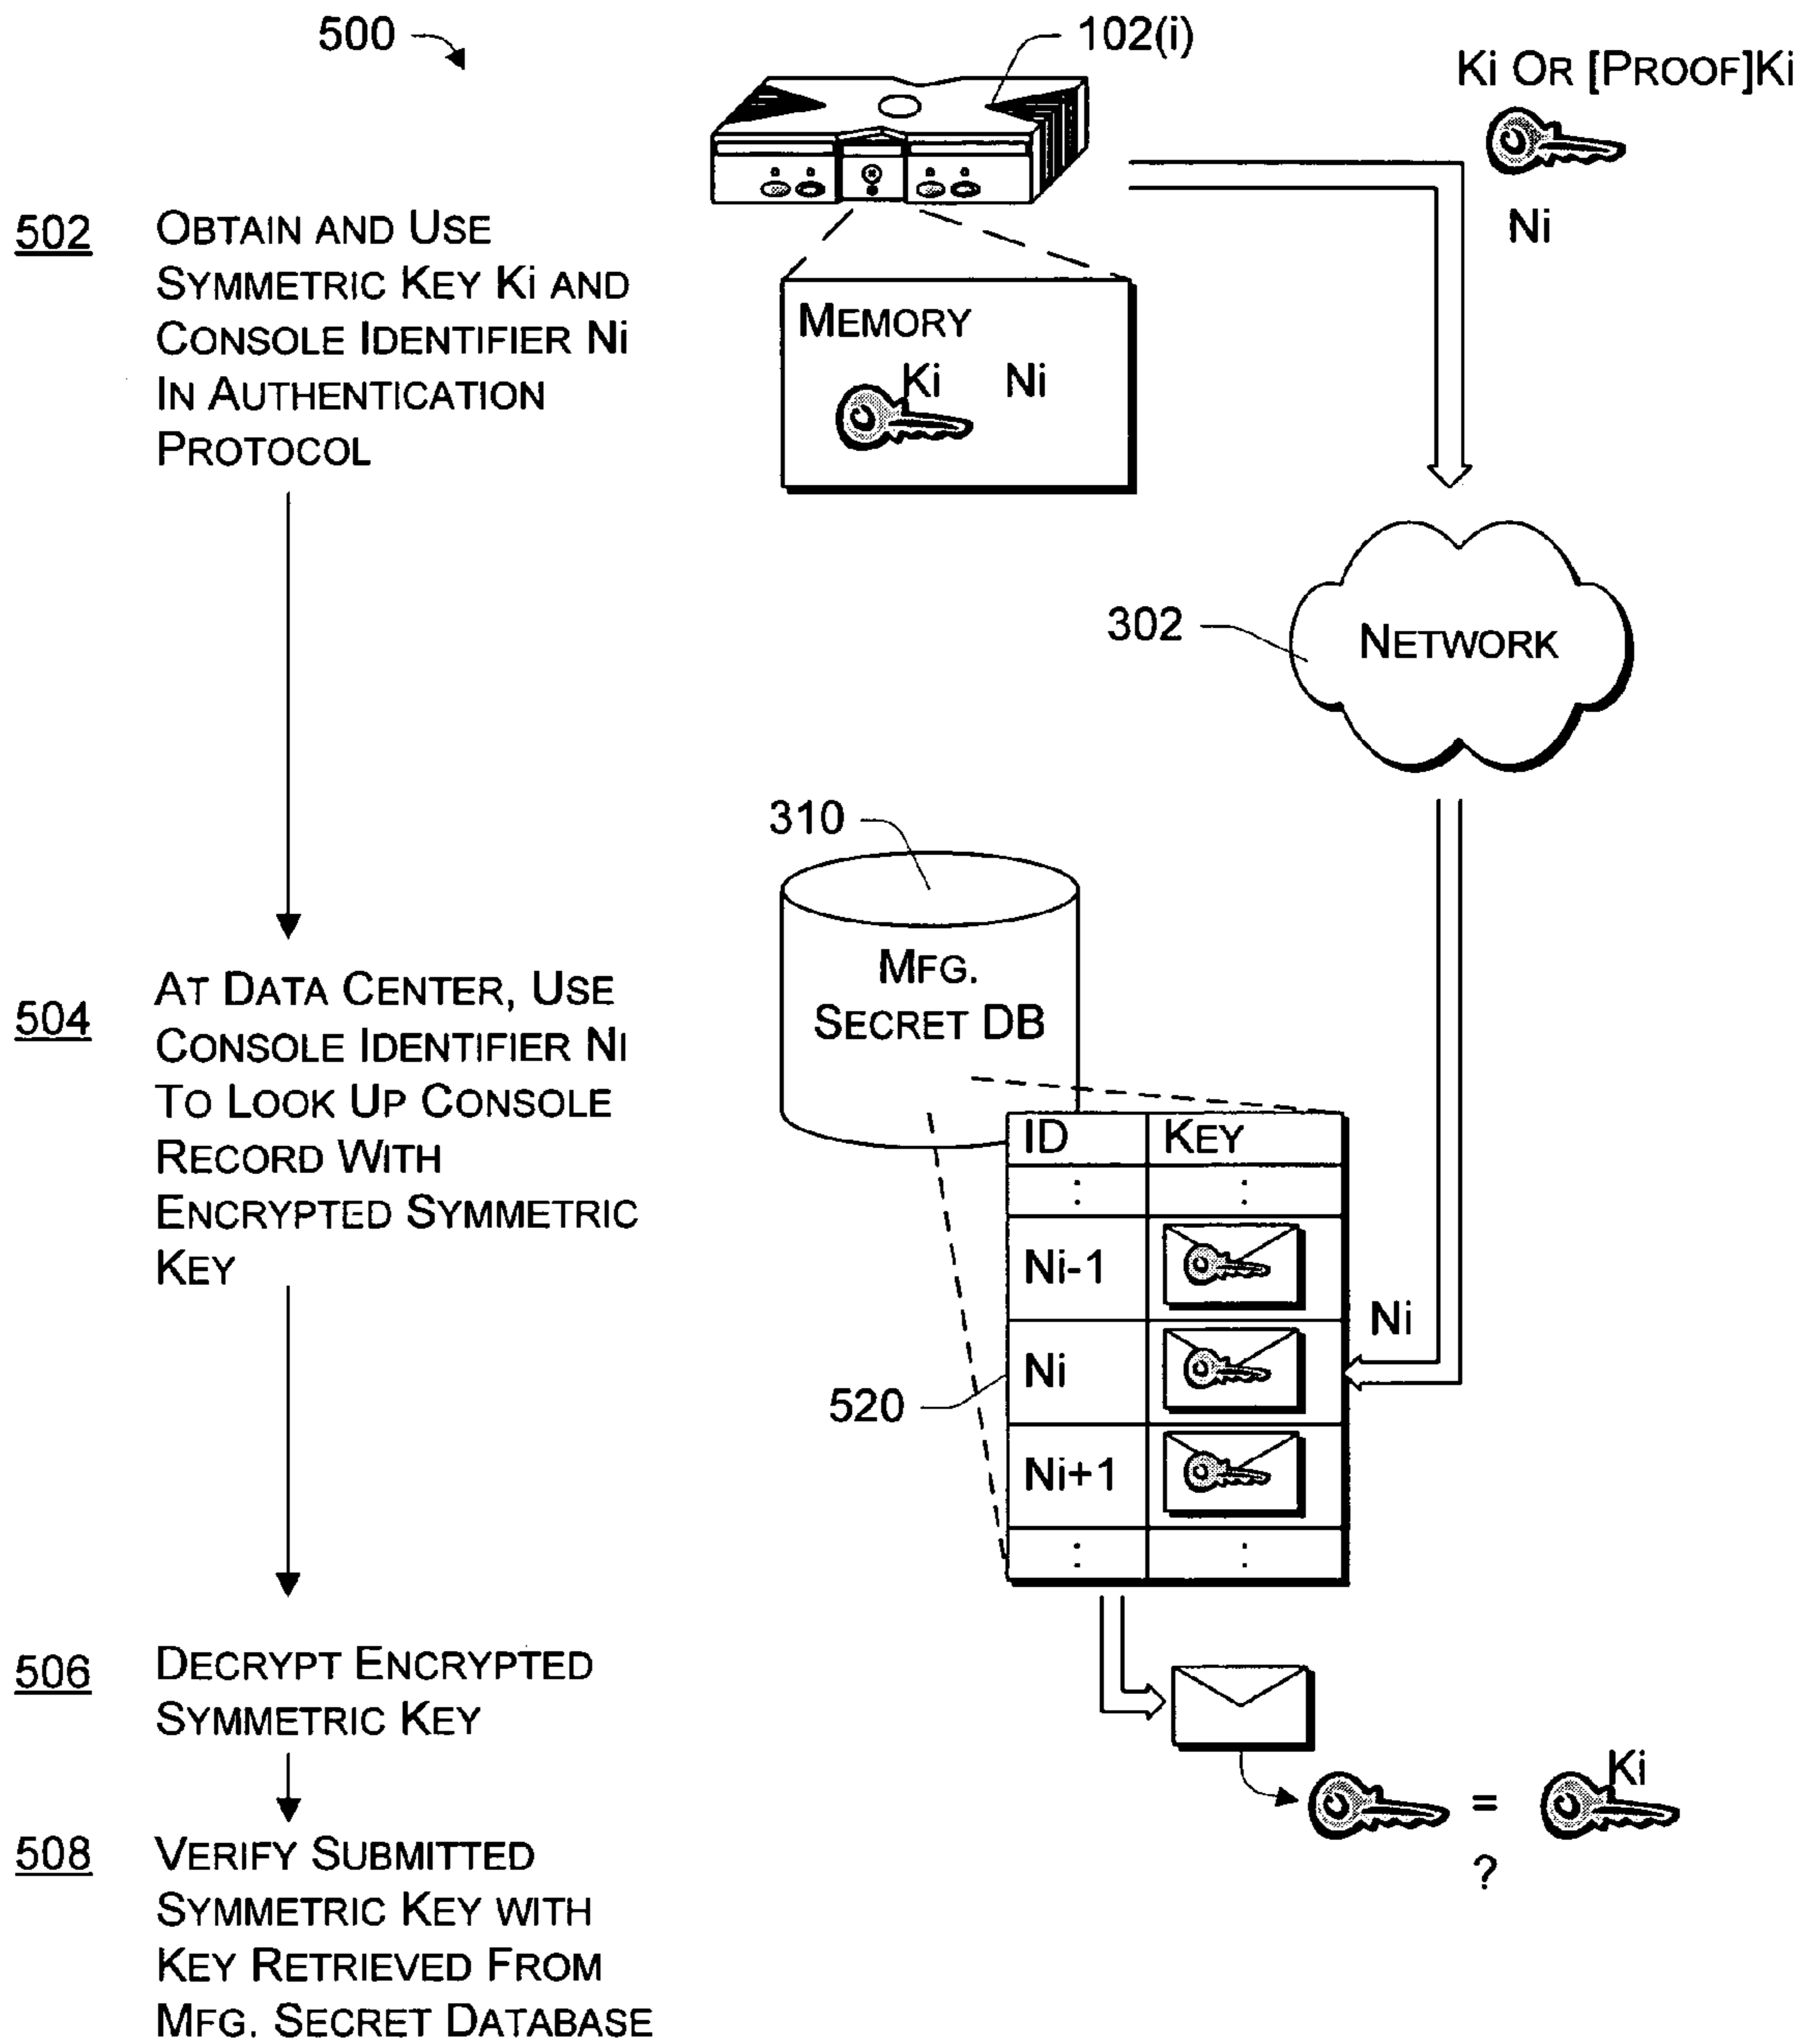 500
102(i)
Ki OR [PROOF]Ki
Ni
502
OBTAIN AND USE
SYMMETRIC KEY Ki AND
CONSOLE IDENTIFIER Ni
IN AUTHENTICATION
PROTOCOL
MEMORY
Ki Ni
302
NETWORK
310
MFG.
SECRET DB
504
AT DATA CENTER, USE
CONSOLE IDENTIFIER Ni
TO LOOK UP CONSOLE
RECORD WITH
ENCRYPTED SYMMETRIC
KEY
ID KEY
: :
Ni-1
Ni
Ni
520
Ni+1
: :
506
DECRYPT ENCRYPTED
SYMMETRIC KEY
Ki
=
?
508
VERIFY SUBMITTED
SYMMETRIC KEY WITH
KEY RETRIEVED FROM
MFG. SECRET DATABASE